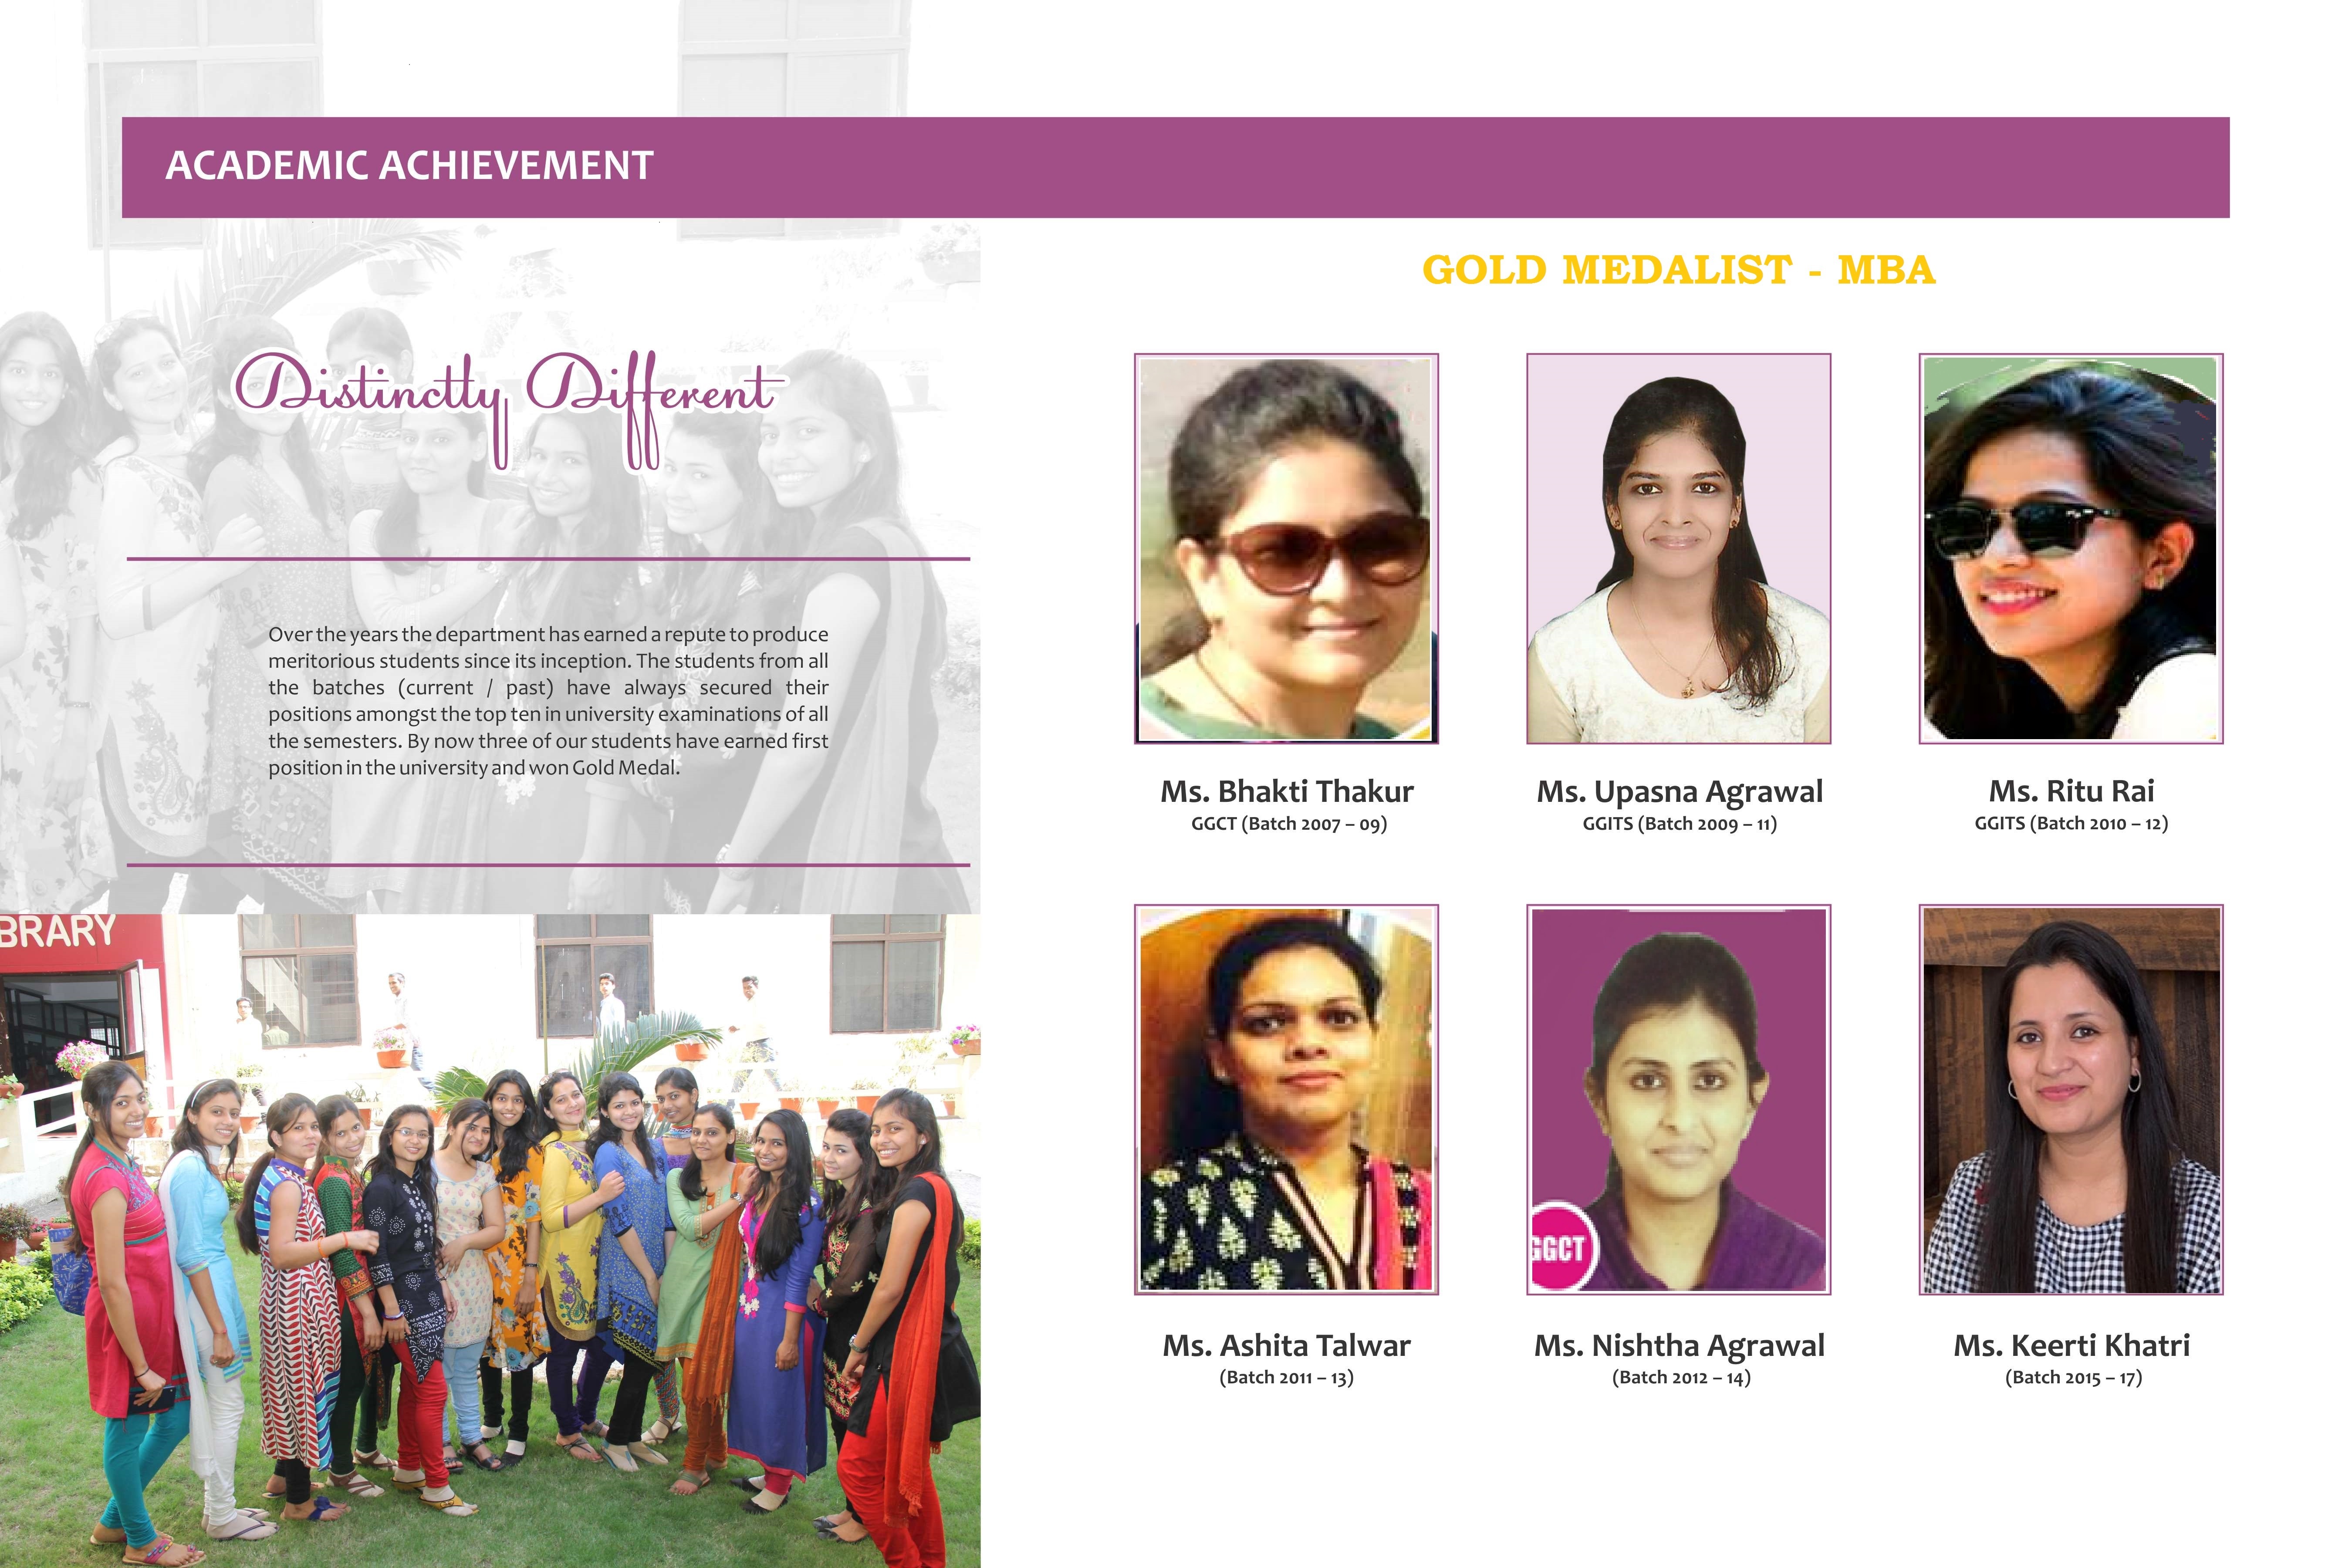 ACADEMIC ACHIEVEMENT
Distinctly Different
Over the years the department has earned a repute to produce
meritorious students since its inception. The students from all
the batches (current / past) have always secured their
positions amongst the top ten in university examinations of all
the semesters. By now three of our students have earned first
position in the university and won Gold Medal.
BRARY
GOLD MEDALIST - MBA
Ms. Bhakti Thakur
GGCT (Batch 2007 – 09)
Ms. Upasna Agrawal
GGITS (Batch 2009 – 11)
Ms. Ritu Rai
GGITS (Batch 2010 – 12)
GGCT
Ms. Ashita Talwar
(Batch 2011 – 13)
Ms. Nishtha Agrawal
(Batch 2012 – 14)
Ms. Keerti Khatri
(Batch 2015 – 17)